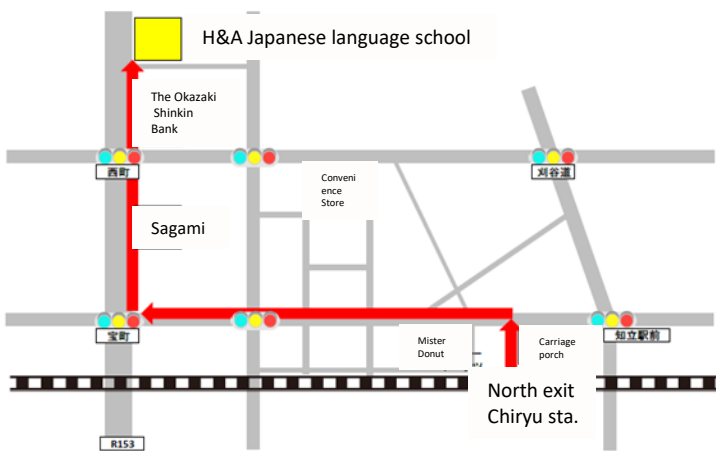 H&A Japanese language school
The Okazaki
Shinkin
Bank
西町
刈谷道
Conveni
ence
Store
Sagami
宝町
知立駅前
Mister
Donut
Carriage
porch
North exit
Chiryu sta.
R153